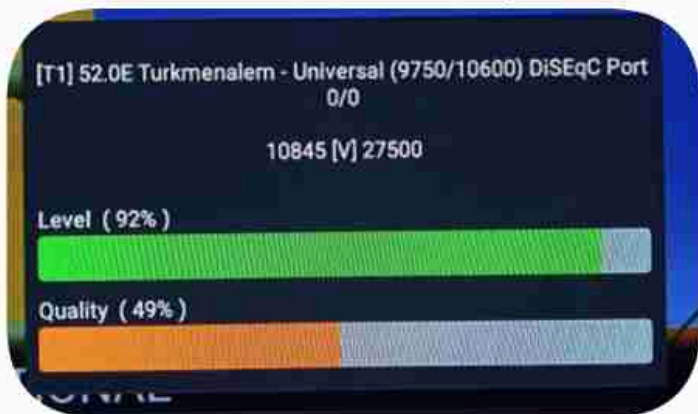 [T1] 52.0E Turkmenalem - Universal (9750/10600) DiSEqC Port
0/0
10845 [V] 27500
Level ( 92% )
Quality ( 49% )